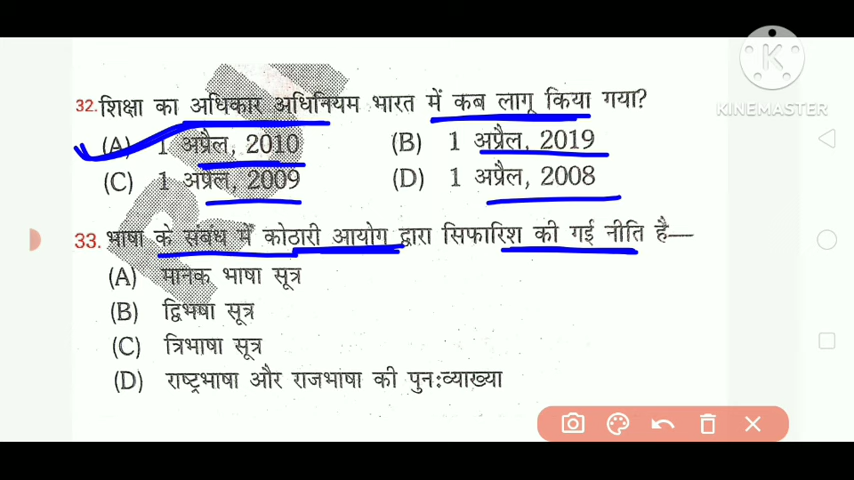 KINEMASTER
32. शिक्षा का अधिकार अधिनियम भारत में कब लागू किया गया?
(A) 1 अप्रैल, 2010 (B) 1 अप्रैल, 2019
(C) 1 अप्रैल, 2009 (D) 1 अप्रैल, 2008
33. भाषा के संबंध में कोठारी आयोग द्वारा सिफारिश की गई नीति है—
(A) मानक भाषा सूत्र
(B) द्विभषा सूत्र
(C) त्रिभाषा सूत्र
(D) राष्ट्रभाषा और राजभाषा की पुन:व्याख्या